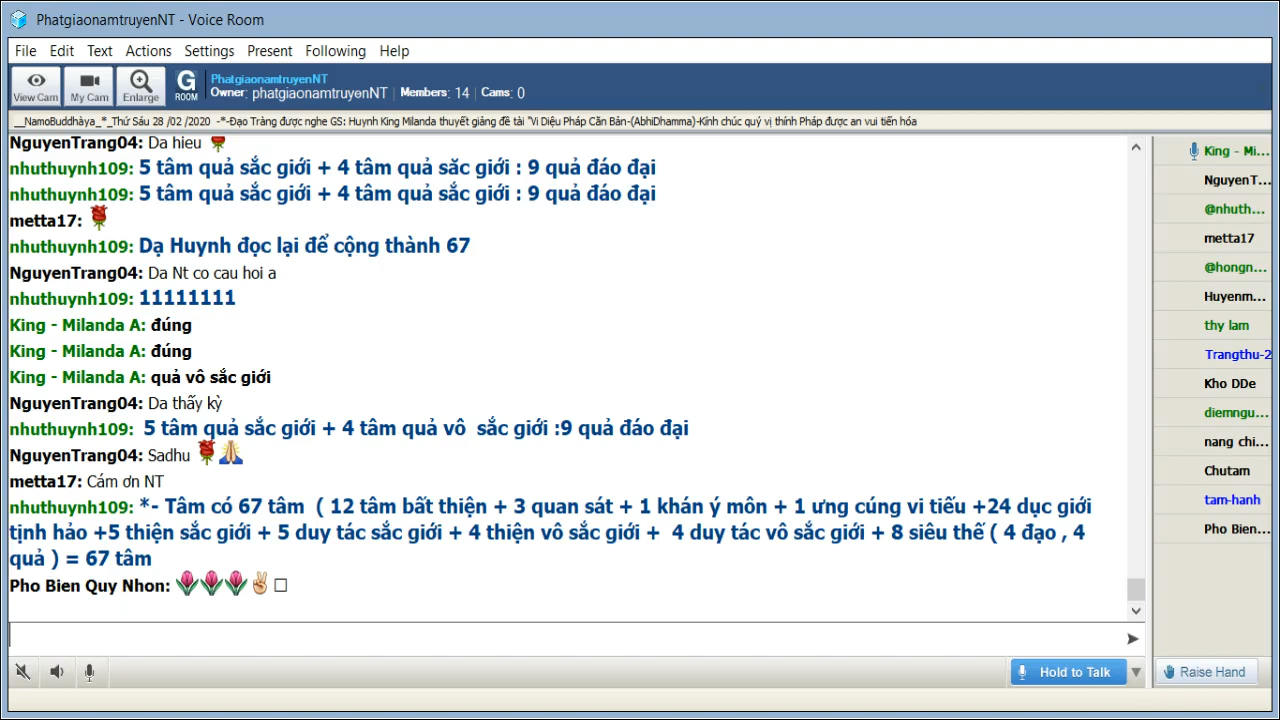 PhatgiaonamtruyenNT - Voice Room
File Edit Text Actions Settings Present Following Help
View Cam My Cam Enlarge G ROOM
PhatgiaonamtruyenNT
Owner: phatgiaonamtruyenNT Members: 14 Cams: 0
__NamoBuddhàya_*_Thứ Sáu 28 /02 /2020 -*-Đạo Tràng được nghe GS: Huynh King Milanda thuyết giảng đề tài "Vi Diệu Pháp Căn Bản-(AbhiDhamma)-Kính chúc quý vị thính Pháp được an vui tiến hóa
NguyenTrang04: Da hieu
nhuthuynh109: 5 tâm quả sắc giới + 4 tâm quả săc giới : 9 quả đáo đại
nhuthuynh109: 5 tâm quả sắc giới + 4 tâm quả săc giới : 9 quả đáo đại
metta17:
nhuthuynh109: Dạ Huynh đọc lại để cộng thành 67
NguyenTrang04: Da Nt co cau hoi a
nhuthuynh109: 11111111
King - Milanda A: đúng
King - Milanda A: đúng
King - Milanda A: quả vô sắc giới
NguyenTrang04: Da thấy kỳ
nhuthuynh109: 5 tâm quả sắc giới + 4 tâm quả vô sắc giới :9 quả đáo đại
NguyenTrang04: Sadhu
metta17: Cám ơn NT
nhuthuynh109: *- Tâm có 67 tâm ( 12 tâm bất thiện + 3 quan sát + 1 khán ý môn + 1 ưng cúng vi tiếu +24 dục giới
tịnh hảo +5 thiện sắc giới + 5 duy tác sắc giới + 4 thiện vô sắc giới + 4 duy tác vô sắc giới + 8 siêu thế ( 4 đạo , 4
quả ) = 67 tâm
Pho Bien Quy Nhon:
King - Mi...
NguyenT...
@nhuth...
metta17
@hongn...
Huyenm...
thy lam
Trangthu-2
Kho DDe
diemngu...
nang chi...
Chutam
tam-hanh
Pho Bien...
Hold to Talk
Raise Hand